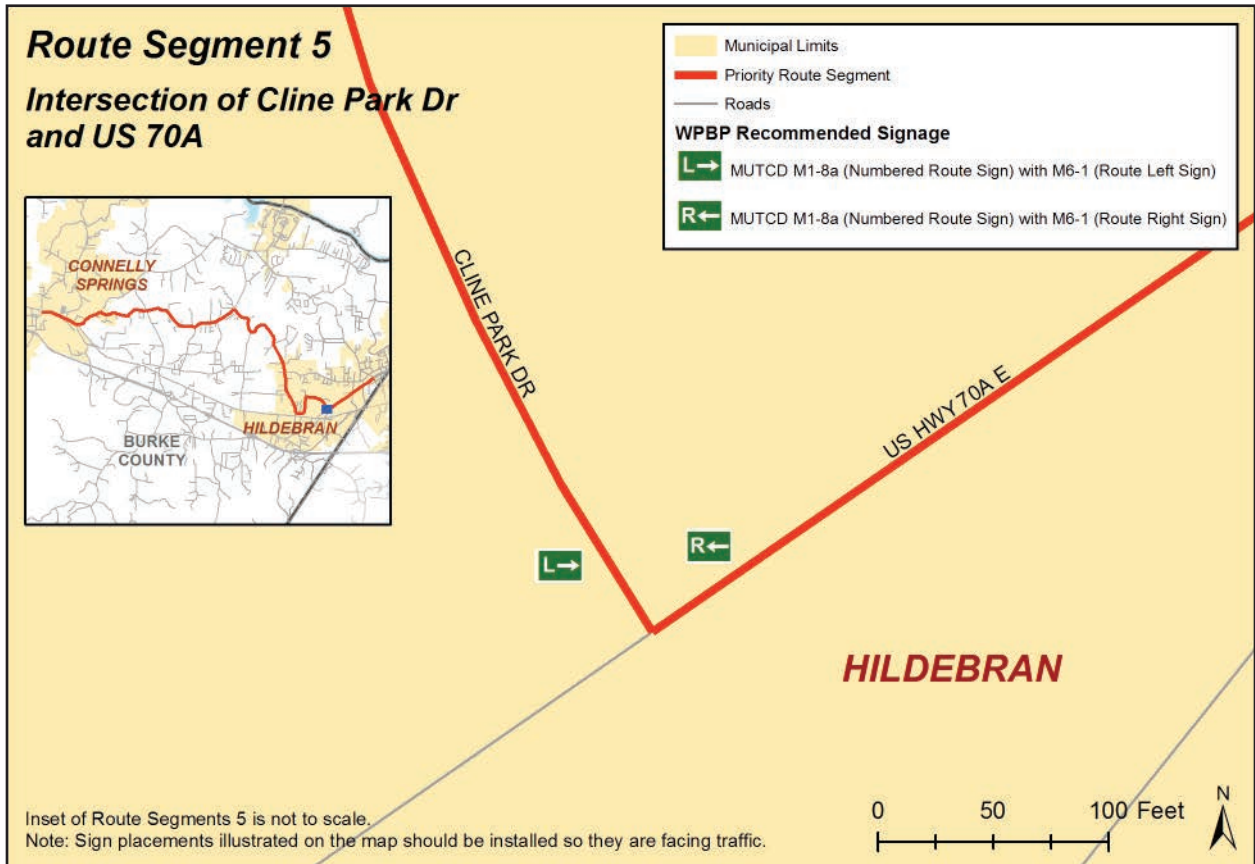 Route Segment 5
Intersection of Cline Park Dr
and US 70A
Municipal Limits
Priority Route Segment
Roads
WPBP Recommended Signage
L→ MUTCD M1-8a (Numbered Route Sign) with M6-1 (Route Left Sign)
R← MUTCD M1-8a (Numbered Route Sign) with M6-1 (Route Right Sign)
CONNELLY
SPRINGS
HILDEBRAN
BURKE
COUNTY
CLINE PARK DR
US HWY 70A E
L→
R←
HILDEBRAN
Inset of Route Segments 5 is not to scale.
Note: Sign placements illustrated on the map should be installed so they are facing traffic.
0 50 100 Feet
N